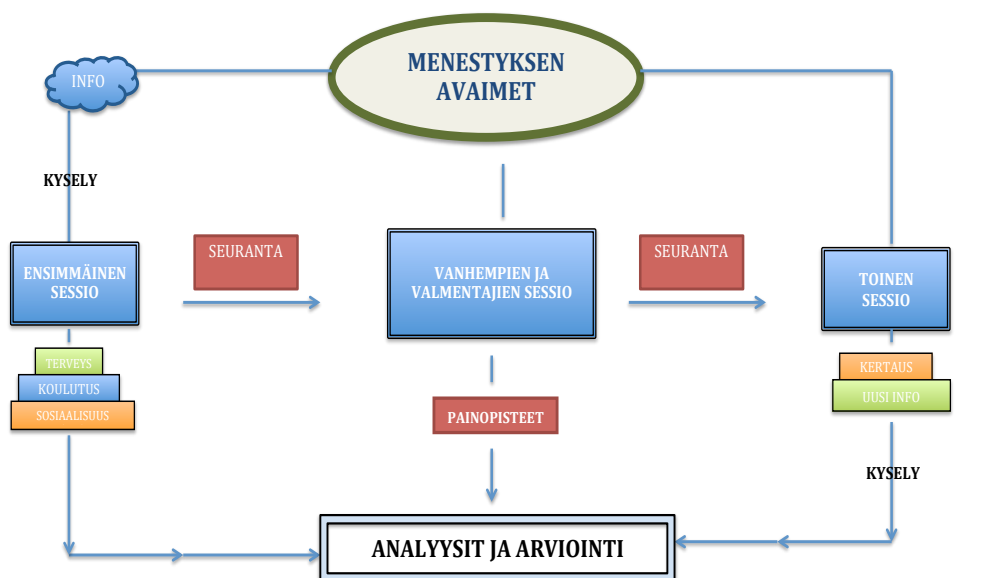 MENESTYKSEN
AVAIMET
INFO
KYSELY
SEURANTA
SEURANTA
ENSIMMÄINEN
SESSIO
VANHEMPIEN JA
VALMENTAJIEN SESSIO
TOINEN
SESSIO
TERVEYS
KOULUTUS
SOSIAALISUUS
KERTAUS
UUSI INFO
PAINOPISTEET
KYSELY
ANALYYSIT JA ARVIOINTI